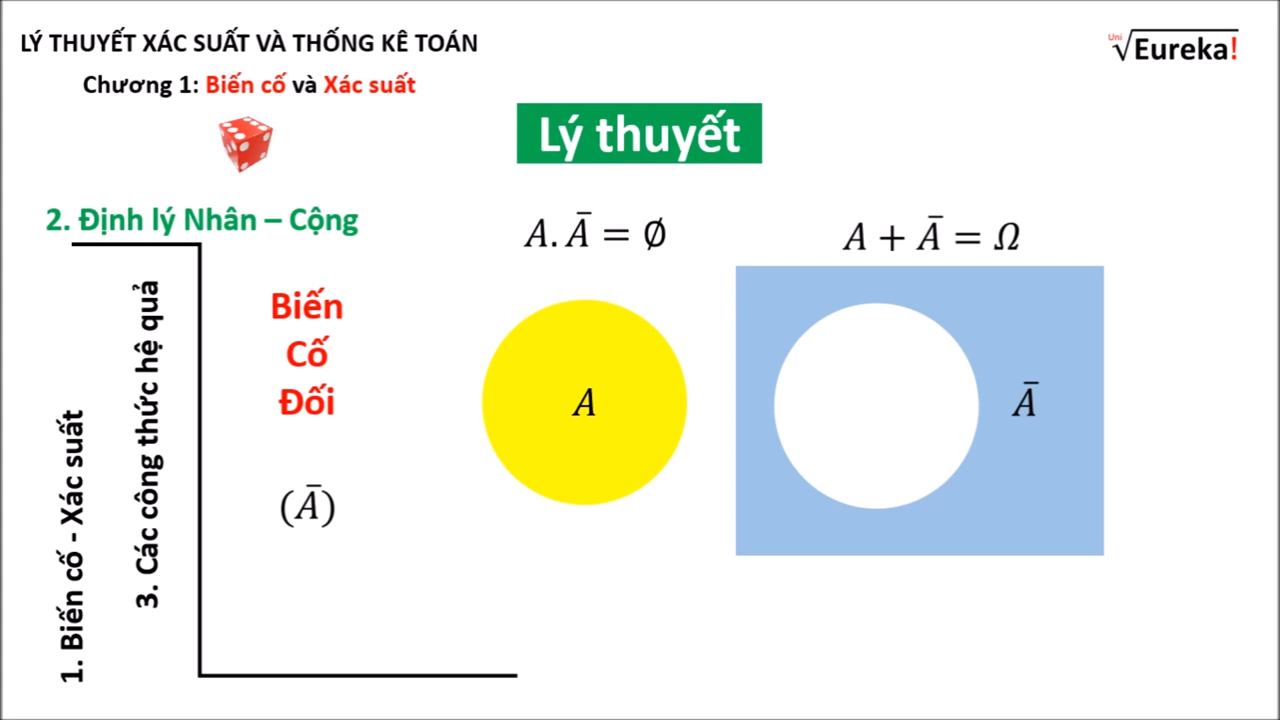 LÝ THUYẾT XÁC SUẤT VÀ THỐNG KÊ TOÁN
Chương 1: Biến cố và Xác suất
Uni
√Eureka!
Lý thuyết
2. Định lý Nhân – Cộng
1. Biến cố - Xác suất
3. Các công thức hệ quả
Biến
Cố
Đối
(Ā)
A. Ā = ∅
A
A + Ā = Ω
Ā